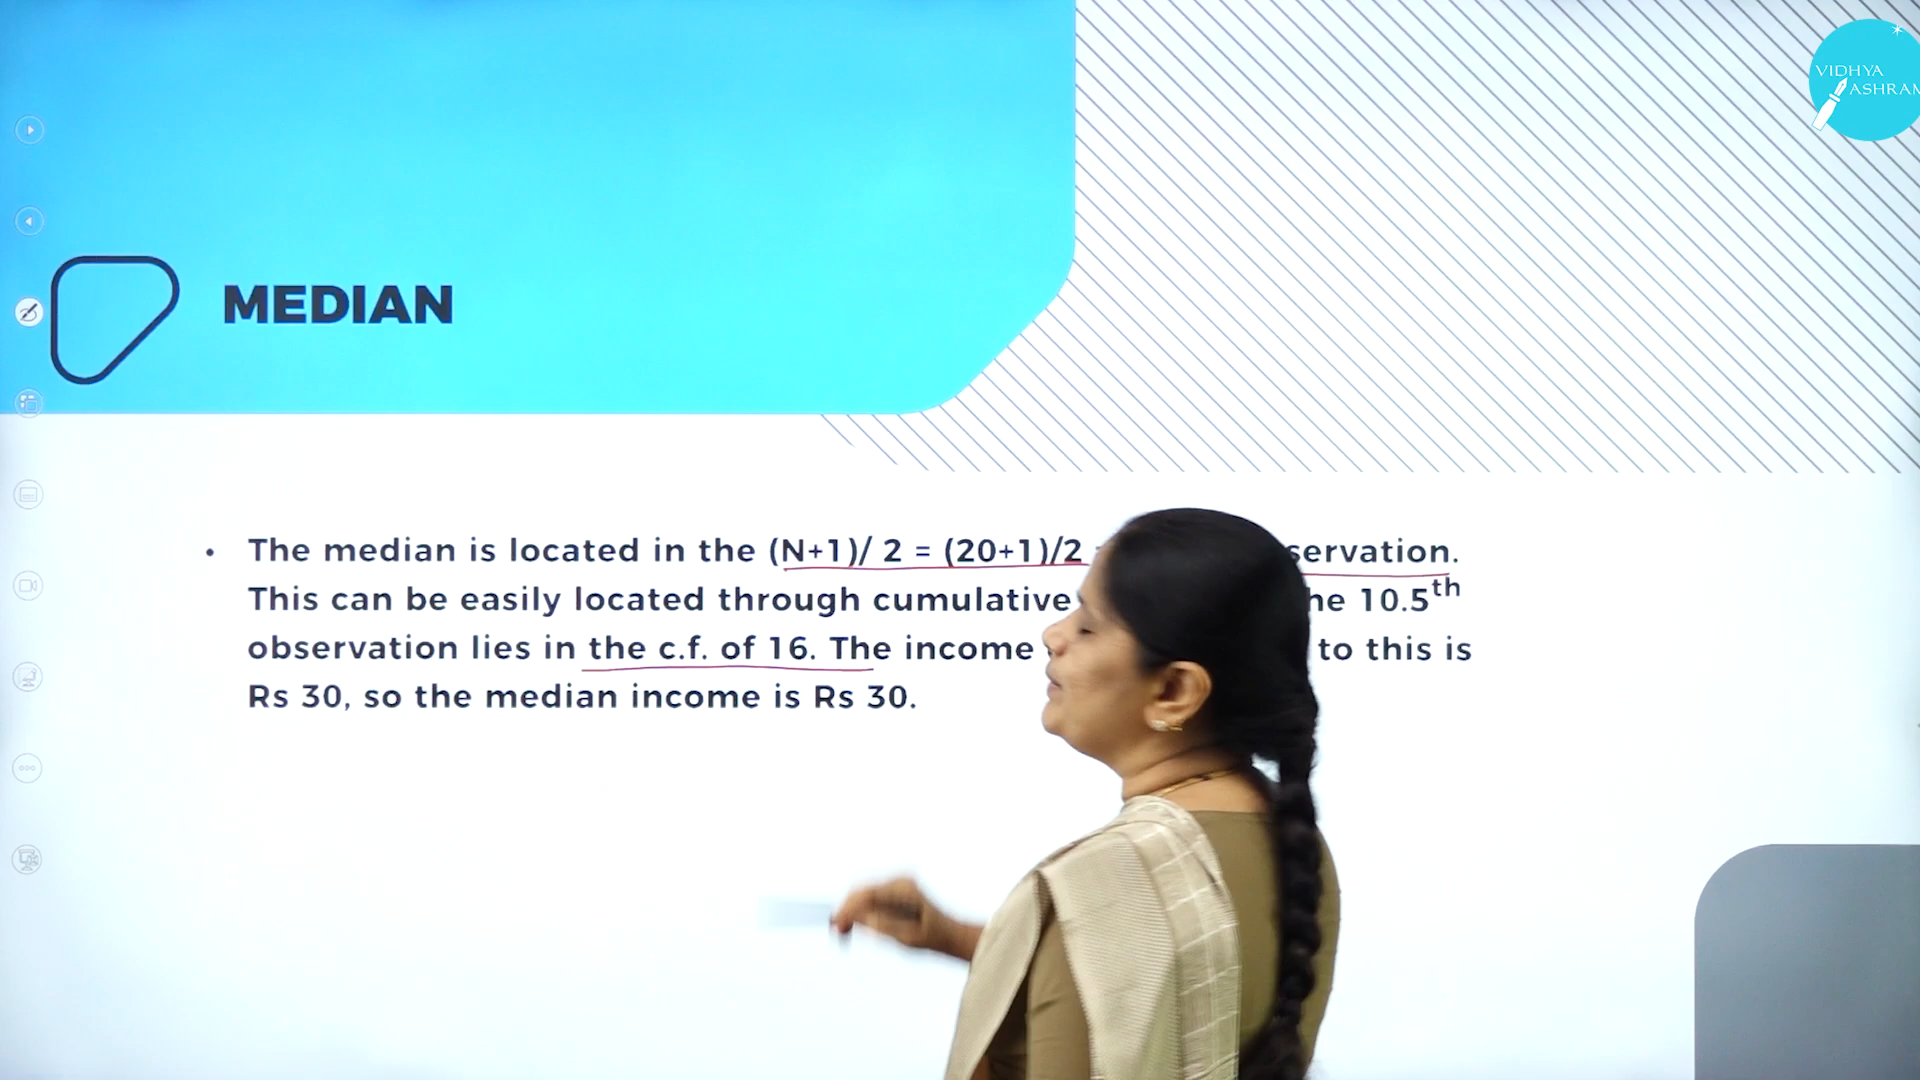 VIDHYA
ASHRAM
MEDIAN
• The median is located in the (N+1)/ 2 = (20+1)/2 servation.
This can be easily located through cumulative he 10.5th
observation lies in the c.f. of 16. The income to this is
Rs 30, so the median income is Rs 30.